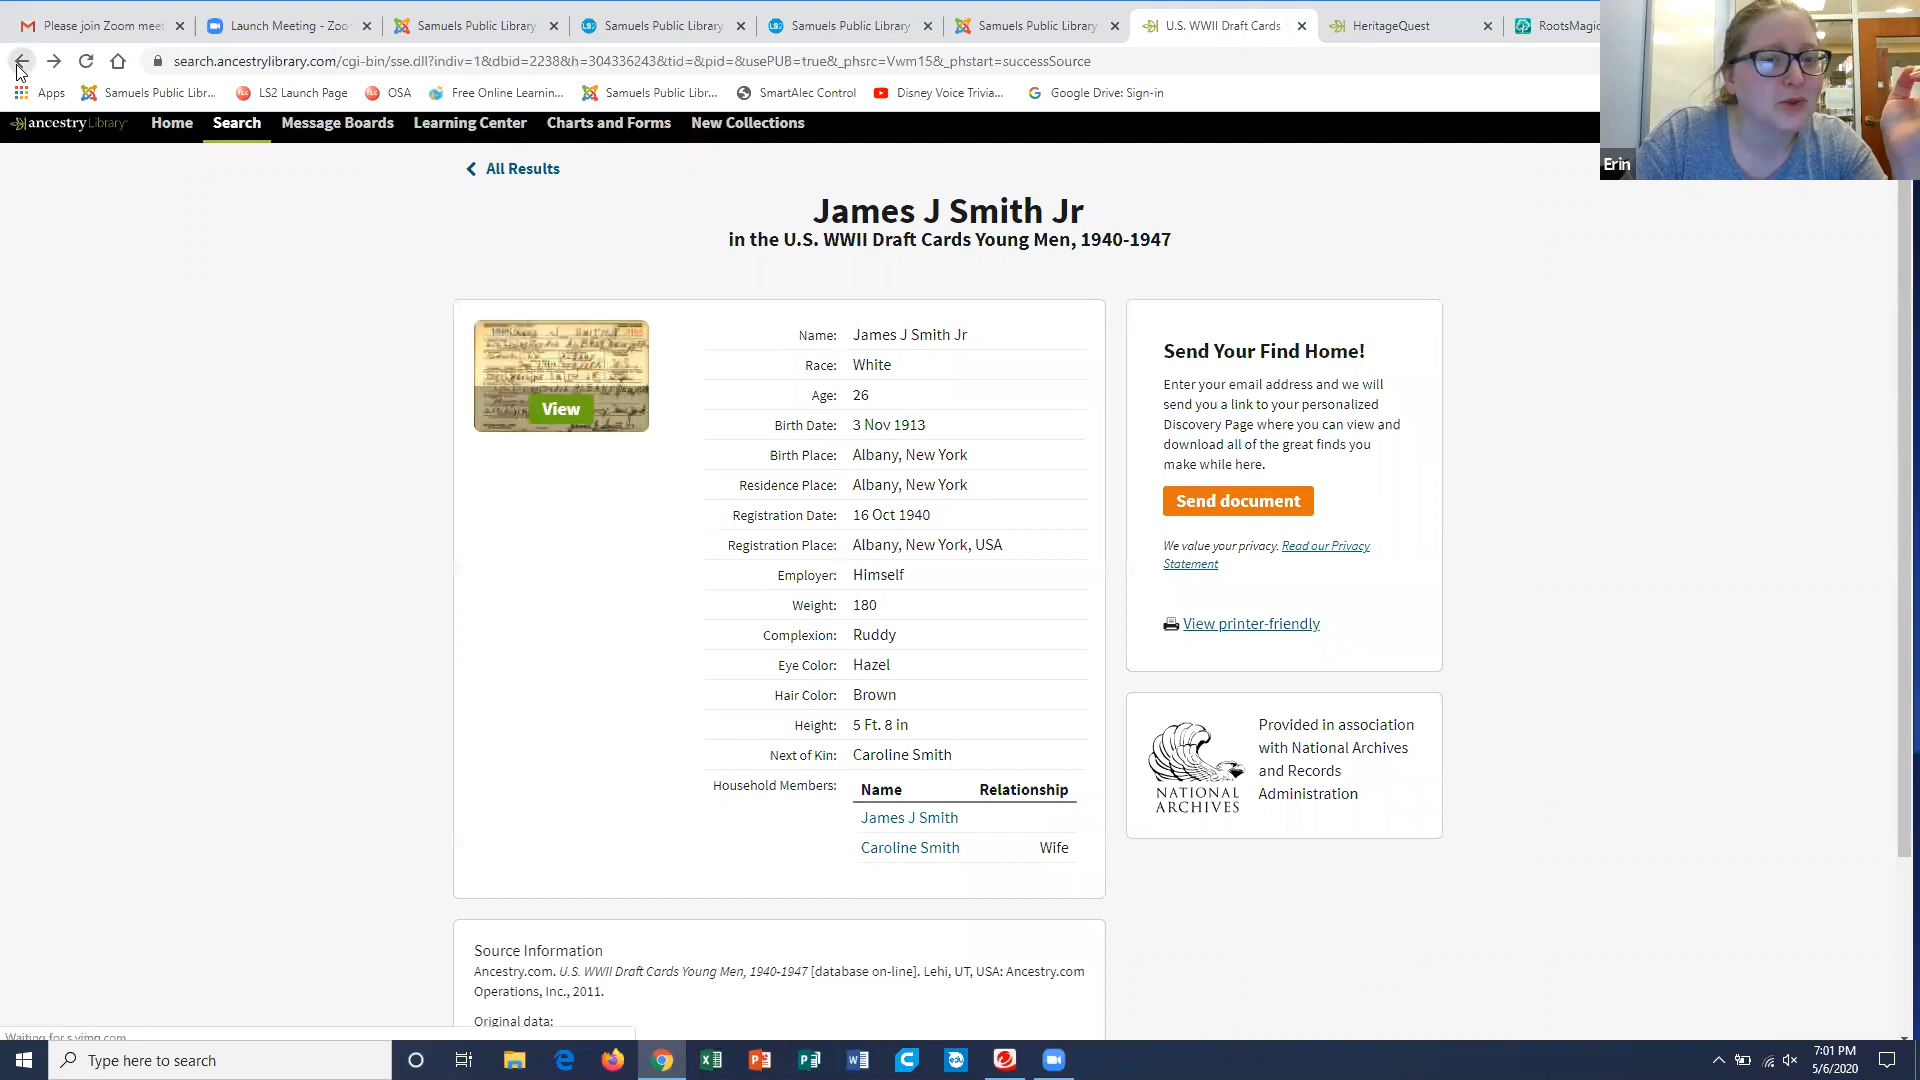 Please join Zoom meet
Launch Meeting - Zoo
Samuels Public Library
Samuels Public Library
Samuels Public Library
Samuels Public Library
U.S. WWII Draft Cards
HeritageQuest
RootsMagic
search.ancestrylibrary.com/cgi-bin/sse.dll?indiv=1&dbid=2238&h=304336243&tid=&pid=&usePUB=true&_phsrc=Vwm15&_phstart=successSource
Apps
Samuels Public Libr...
LS2 Launch Page
OSA
Free Online Learnin...
Samuels Public Libr...
SmartAlec Control
Disney Voice Trivia...
Google Drive: Sign-in
Erin
ancestryLibrary
Home
Search
Message Boards
Learning Center
Charts and Forms
New Collections
All Results
James J Smith Jr
in the U.S. WWII Draft Cards Young Men, 1940-1947
View
Name: James J Smith Jr
Race: White
Age: 26
Birth Date: 3 Nov 1913
Birth Place: Albany, New York
Residence Place: Albany, New York
Registration Date: 16 Oct 1940
Registration Place: Albany, New York, USA
Employer: Himself
Weight: 180
Complexion: Ruddy
Eye Color: Hazel
Hair Color: Brown
Height: 5 Ft. 8 in
Next of Kin: Caroline Smith
Household Members:
Name Relationship
James J Smith
Caroline Smith Wife
Send Your Find Home!
Enter your email address and we will
send you a link to your personalized
Discovery Page where you can view and
download all of the great finds you
make while here.
Send document
We value your privacy. Read our Privacy
Statement
View printer-friendly
NATIONAL
ARCHIVES
Provided in association
with National Archives
and Records
Administration
Source Information
Ancestry.com. U.S. WWII Draft Cards Young Men, 1940-1947 [database on-line]. Lehi, UT, USA: Ancestry.com
Operations, Inc., 2011.
Original data:
Waiting for s.yimg.com
Type here to search
7:01 PM
5/6/2020